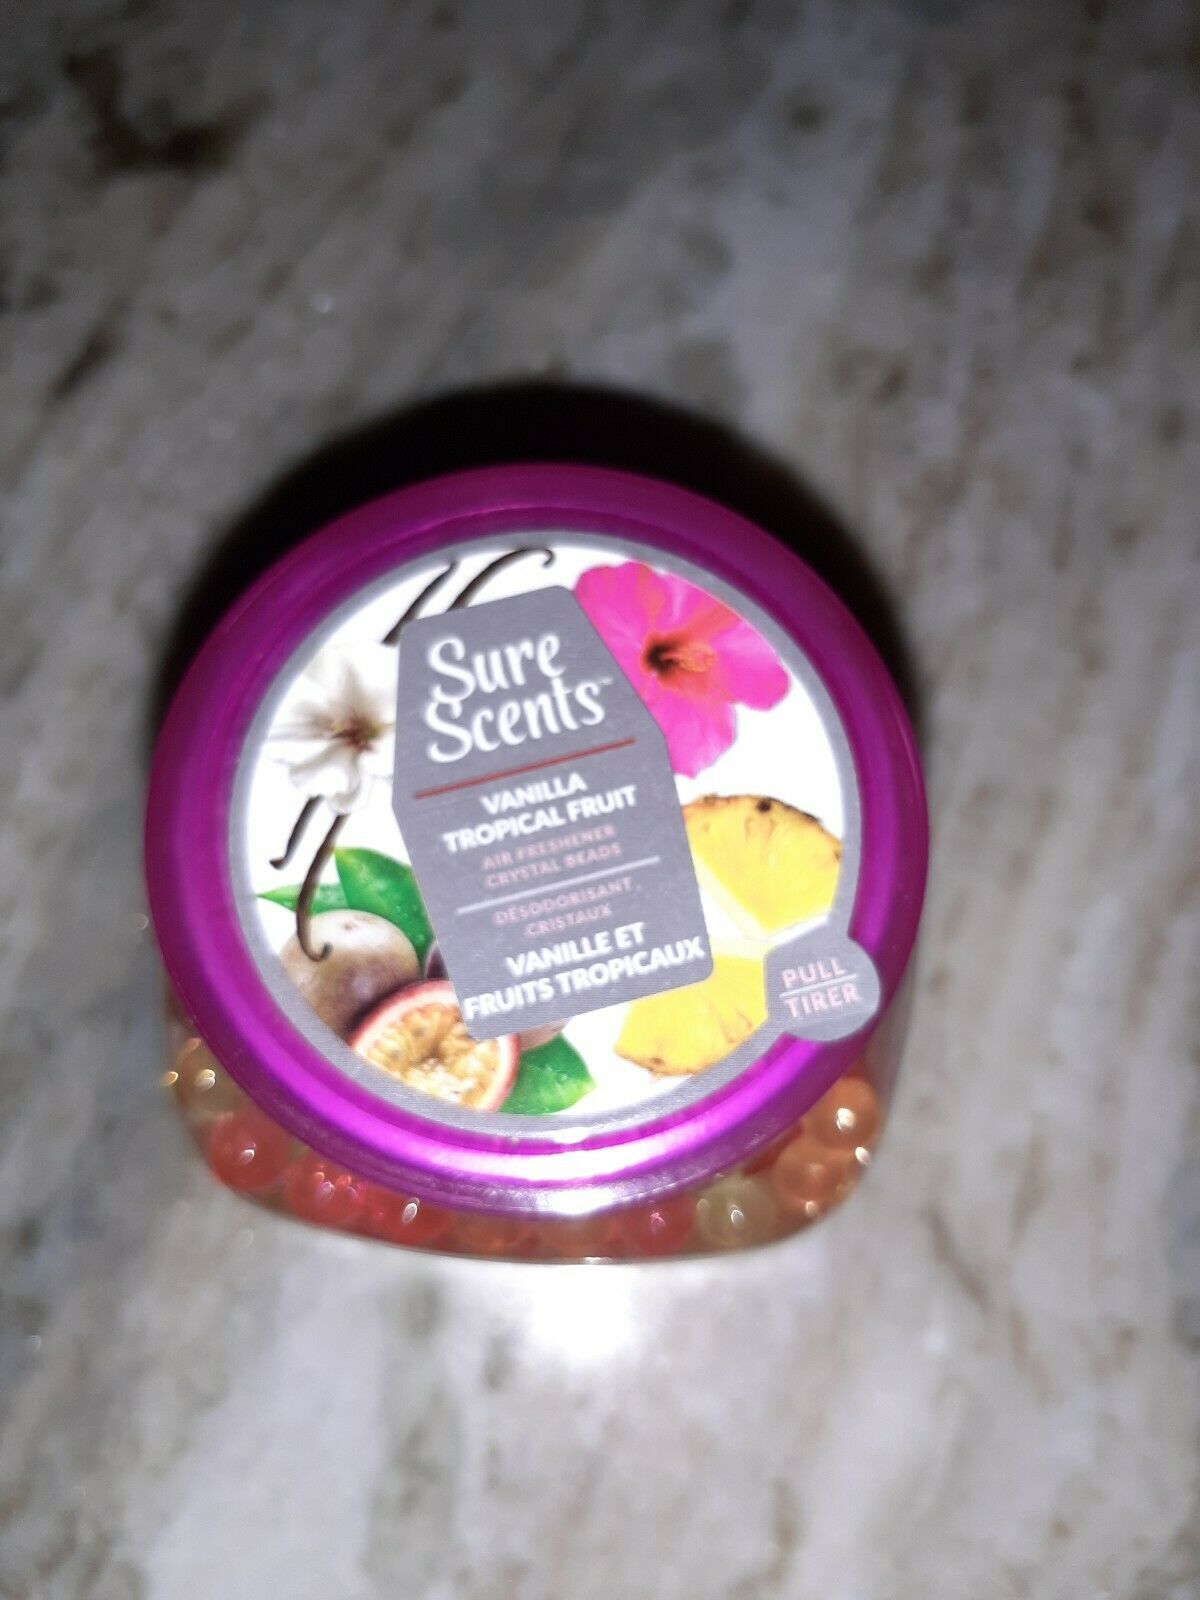 Sure
Scents™
VANILLA
TROPICAL FRUIT
AIR FRESHENER
CRYSTAL BEADS
DÉSODORISANT
CRISTAUX
VANILLE ET
FRUITS TROPICAUX
PULL
TIRER